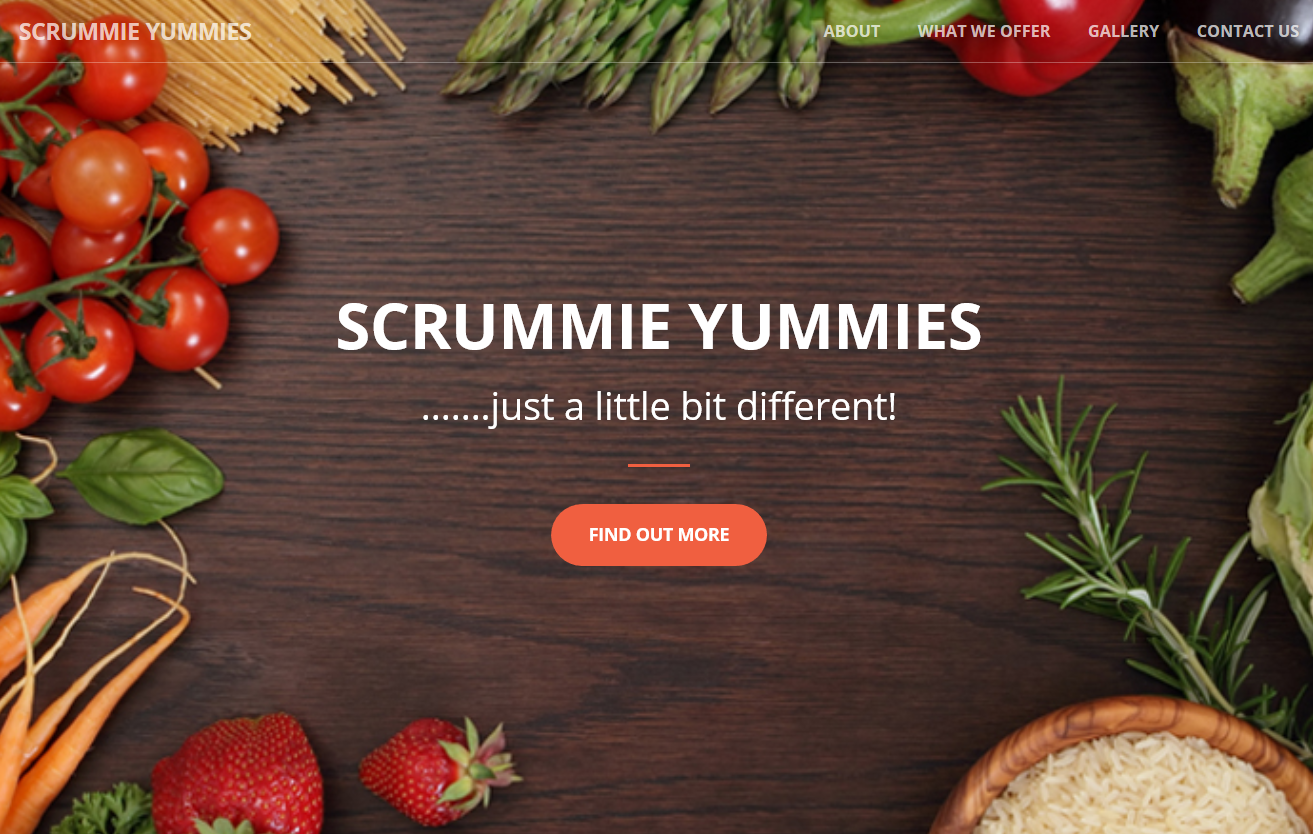 SCRUMMIE YUMMIES
ABOUT WHAT WE OFFER GALLERY CONTACT US
SCRUMMIE YUMMIES
.......just a little bit different!
FIND OUT MORE